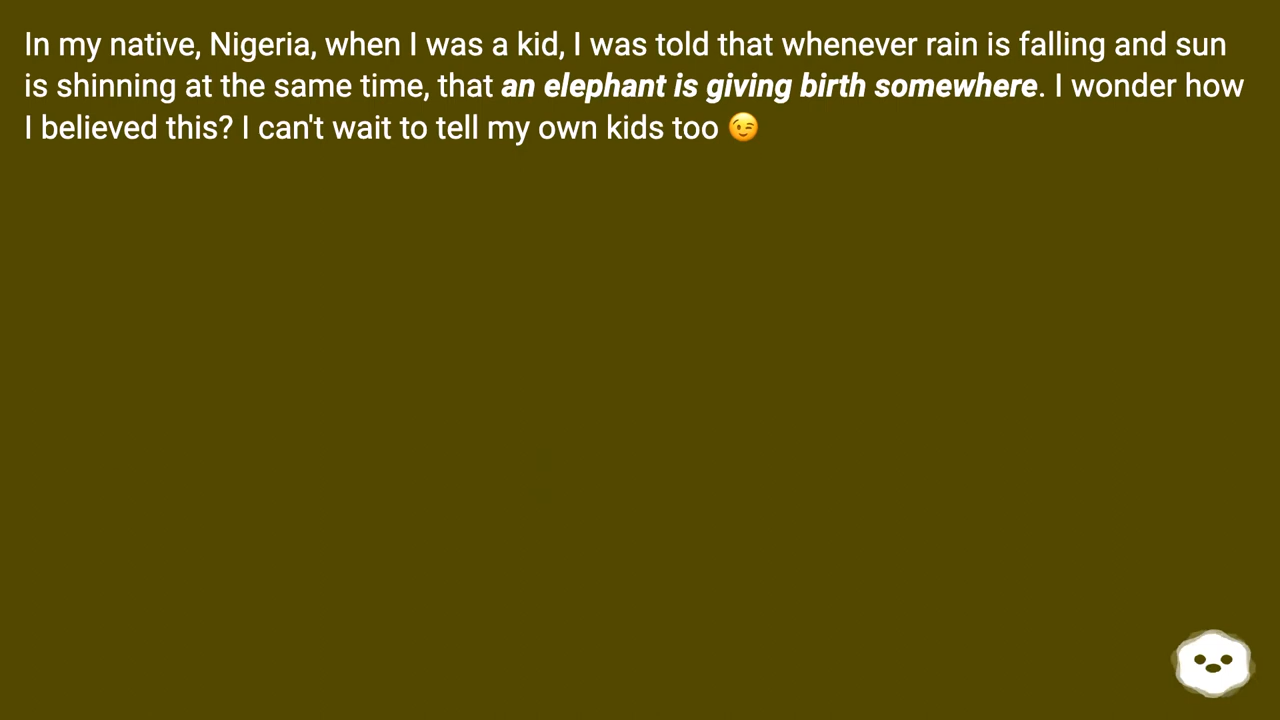 In my native, Nigeria, when I was a kid, I was told that whenever rain is falling and sun
is shinning at the same time, that an elephant is giving birth somewhere. I wonder how
I believed this? I can't wait to tell my own kids too 😉